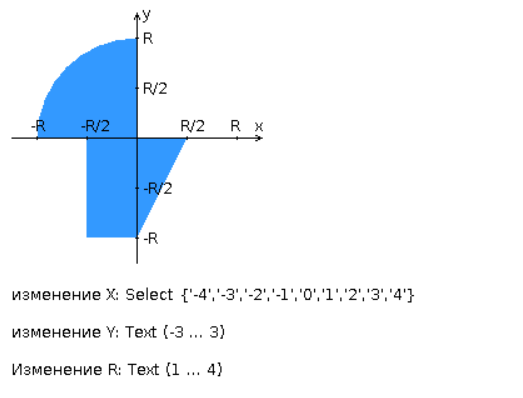 y
R
R/2
-R -R/2 R/2 R x
-R/2
-R
изменение X: Select {'-4','-3','-2','-1','0','1','2','3','4'}
изменение Y: Text (-3 ... 3)
Изменение R: Text (1 ... 4)